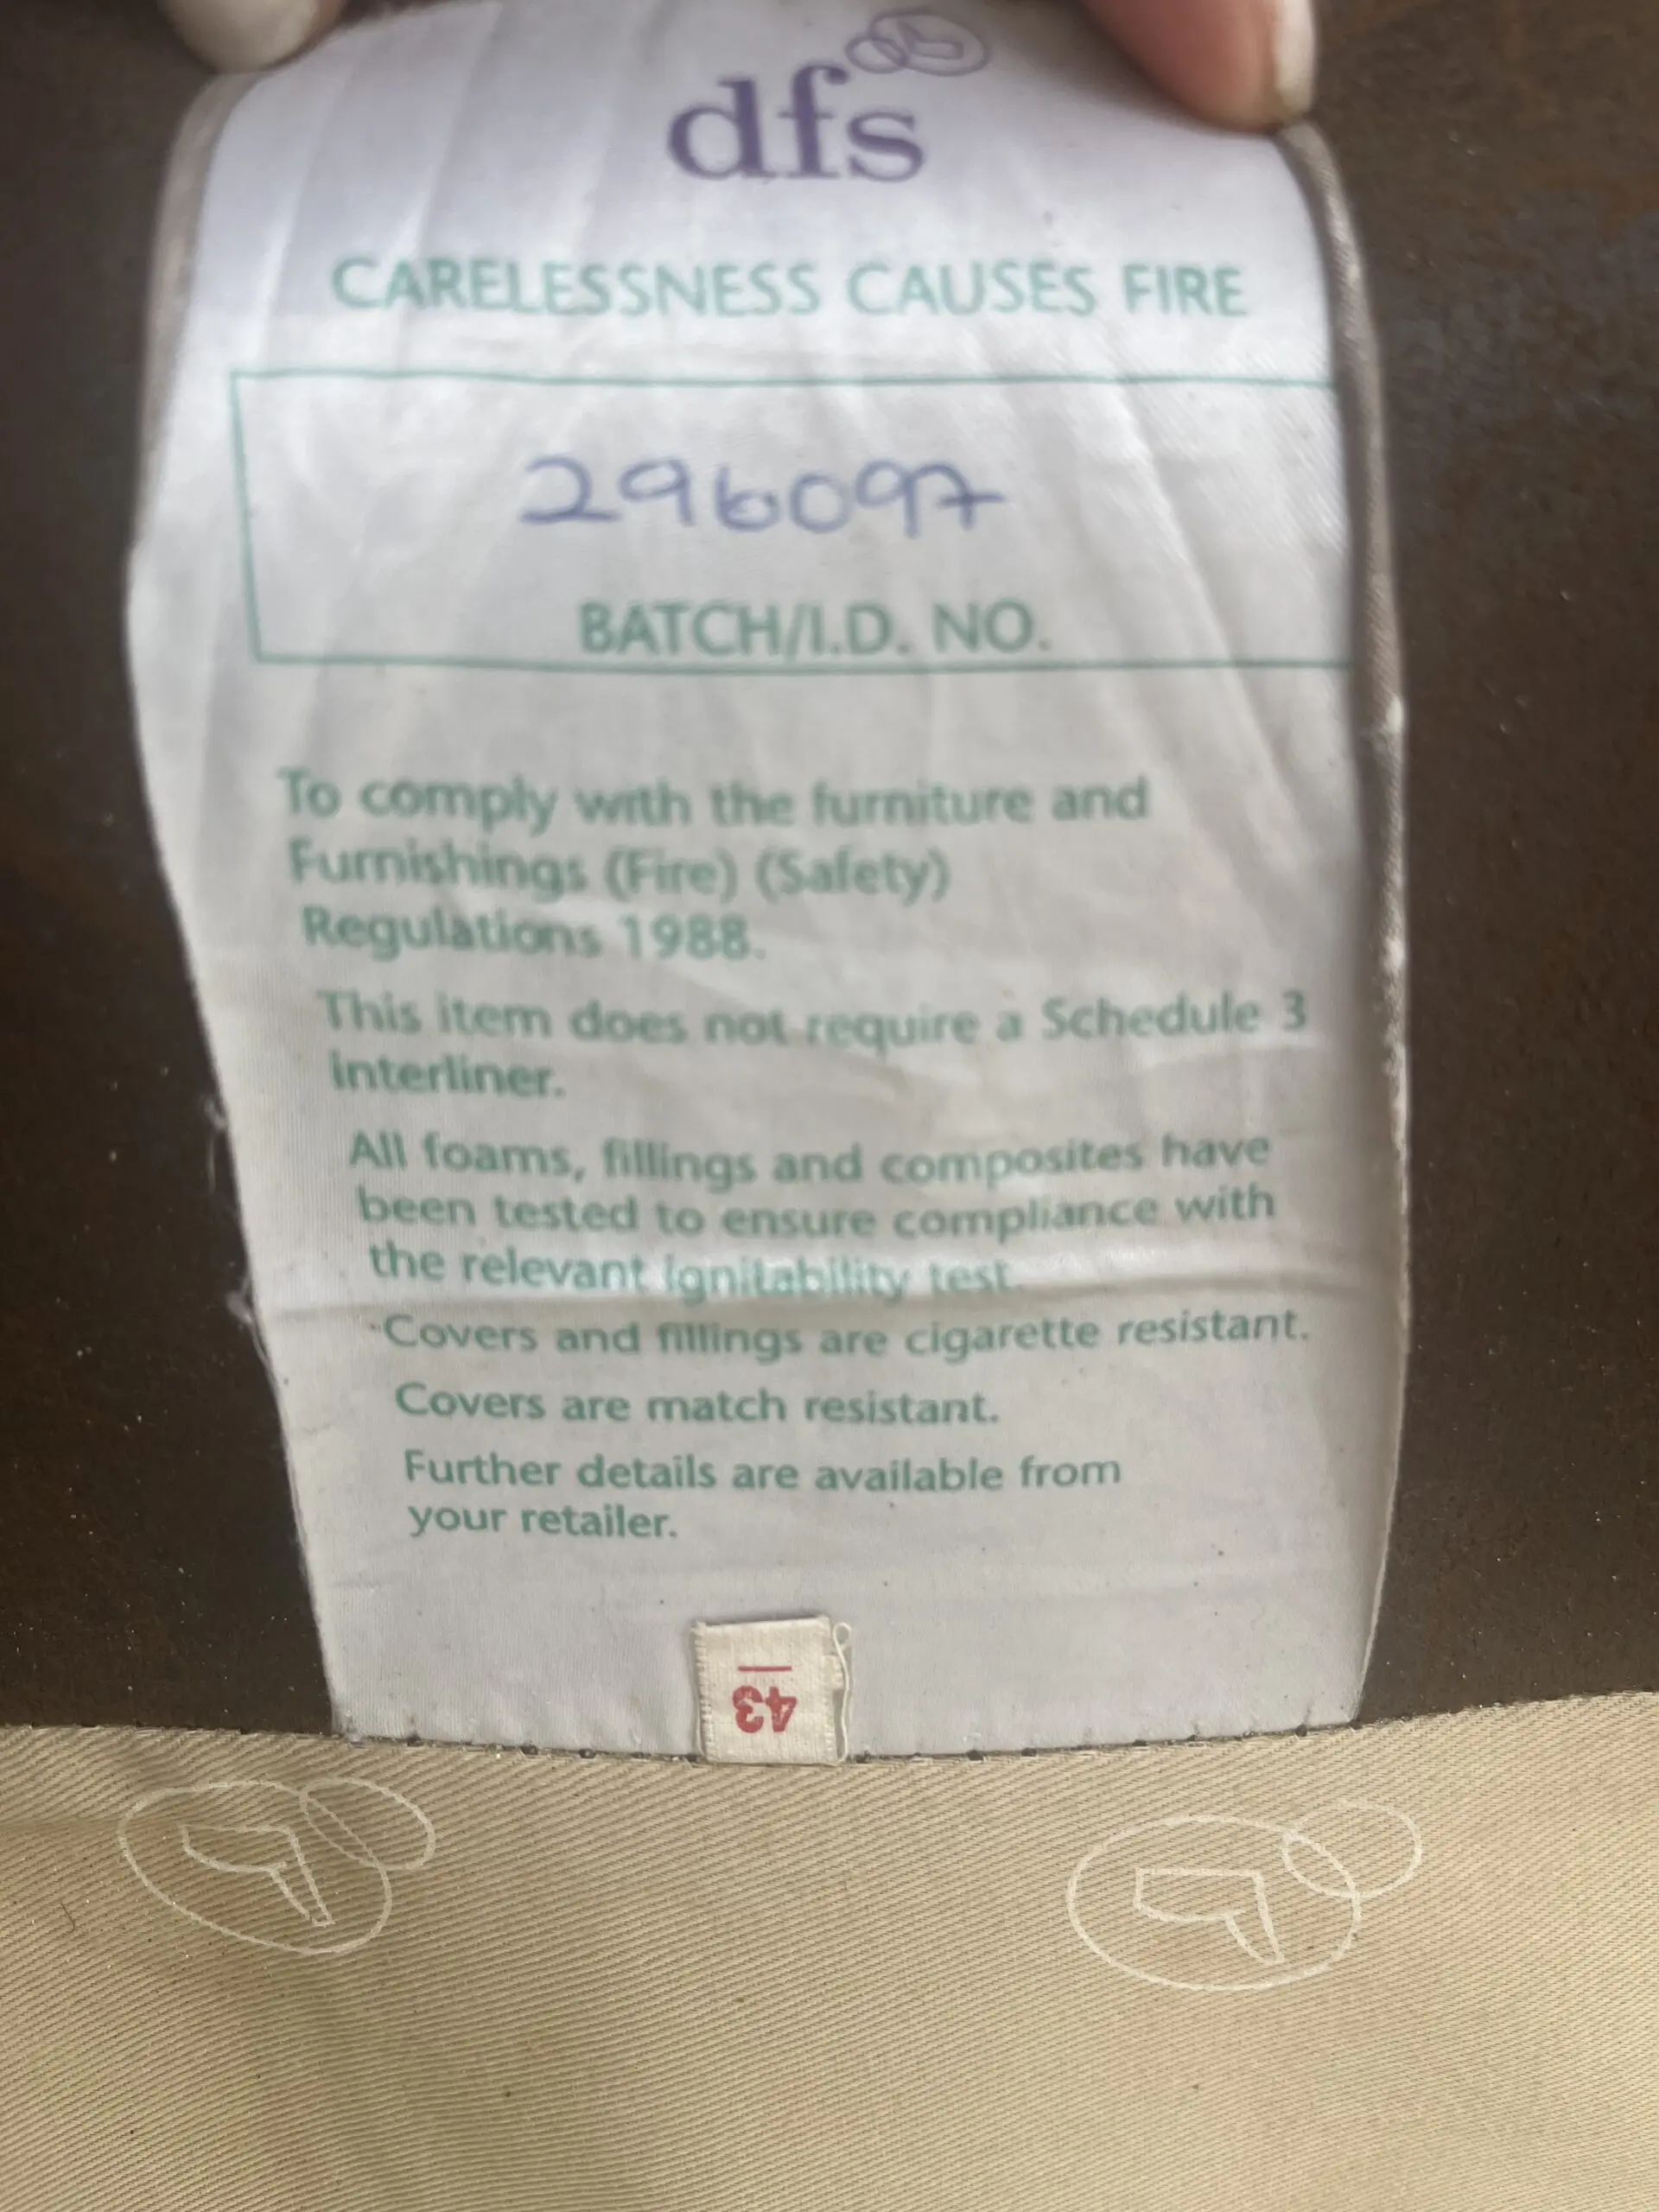 dfs
CARELESSNESS CAUSES FIRE
296097
BATCH/I.D. NO.
To comply with the furniture and
Furnishings (Fire) (Safety)
Regulations 1988.
This item does not require a Schedule 3
interliner.
All foams, fillings and composites have
been tested to ensure compliance with
the relevant ignitability test.
Covers and fillings are cigarette resistant.
Covers are match resistant.
Further details are available from
your retailer.
43